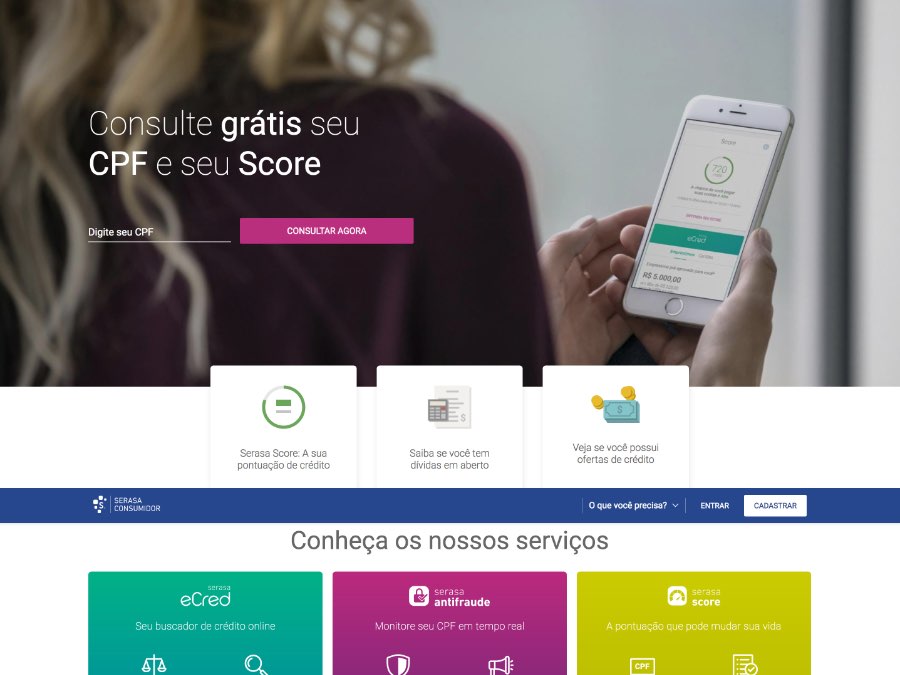 Consulte grátis seu
CPF e seu Score
Digite seu CPF
CONSULTAR AGORA
Score
720
eCred
R$ 5.000,00
Serasa Score: A sua
pontuação de crédito
Saiba se você tem
dívidas em aberto
Veja se você possui
ofertas de crédito
SERASA
CONSUMIDOR
O que você precisa?
ENTRAR
CADASTRAR
Conheça os nossos serviços
serasa
eCred
Seu buscador de crédito online
serasa
antifraude
Monitore seu CPF em tempo real
serasa
score
A pontuação que pode mudar sua vida
CPF